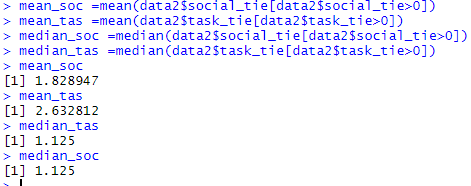 > mean_soc =mean(data2$social_tie[data2$social_tie>0])
> mean_tas =mean(data2$task_tie[data2$task_tie>0])
> median_soc =median(data2$social_tie[data2$social_tie>0])
> median_tas =median(data2$task_tie[data2$task_tie>0])
> mean_soc
[1] 1.828947
> mean_tas
[1] 2.632812
> median_tas
[1] 1.125
> median_soc
[1] 1.125
>